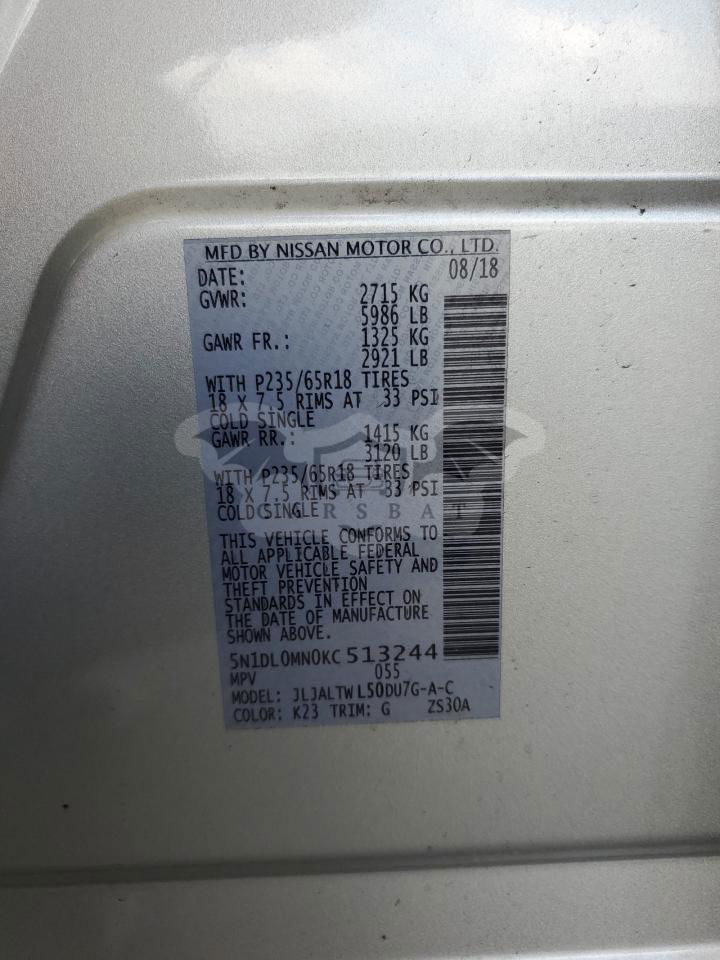 MFD BY NISSAN MOTOR CO., LTD.
DATE: 08/18
GVWR: 2715 KG
5986 LB
GAWR FR.: 1325 KG
2921 LB
WITH P235/65R18 TIRES
18 X 7.5 RIMS AT 33 PSI
COLD SINGLE
GAWR RR.: 1415 KG
3120 LB
WITH P235/65R18 TIRES
18 X 7.5 RIMS AT 33 PSI
COLD SINGLE
CARSBAT
THIS VEHICLE CONFORMS TO
ALL APPLICABLE FEDERAL
MOTOR VEHICLE SAFETY AND
THEFT PREVENTION
STANDARDS IN EFFECT ON
THE DATE OF MANUFACTURE
SHOWN ABOVE.
5N1DL0MN0KC513244
MPV 055
MODEL: JLJALTWL50DU7G-A-C
COLOR: K23 TRIM: G ZS30A